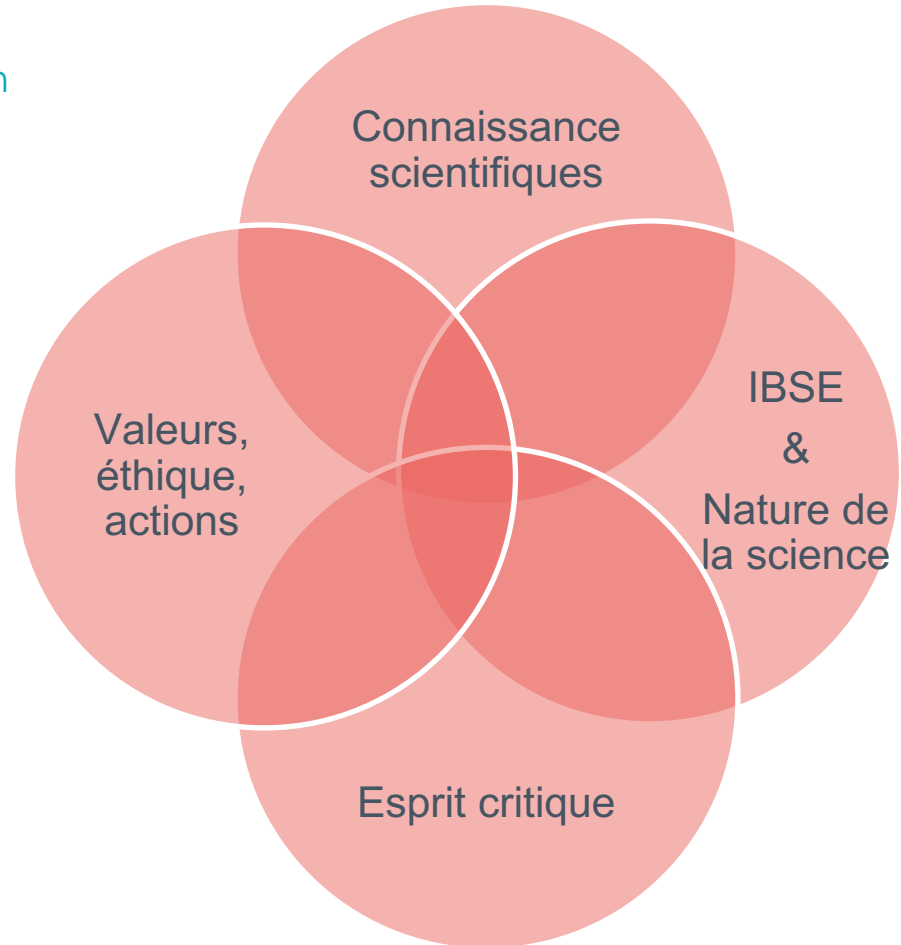 n
Connaissance
scientifiques
Valeurs,
éthique,
actions
IBSE
&
Nature de
la science
Esprit critique